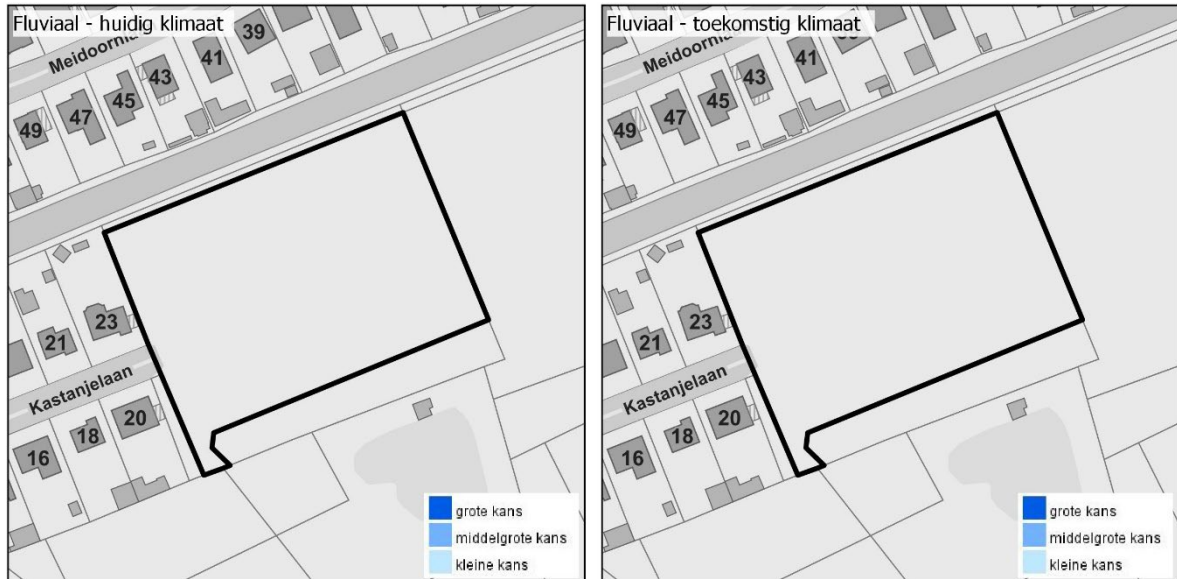 Fluviaal - huidig klimaat
39
41
43
45
47
49
23
21
Kastanjelaan
20
18
16
grote kans
middelgrote kans
kleine kans
Fluviaal - toekomstig klimaat
41
43
45
47
49
23
21
Kastanjelaan
20
18
16
grote kans
middelgrote kans
kleine kans